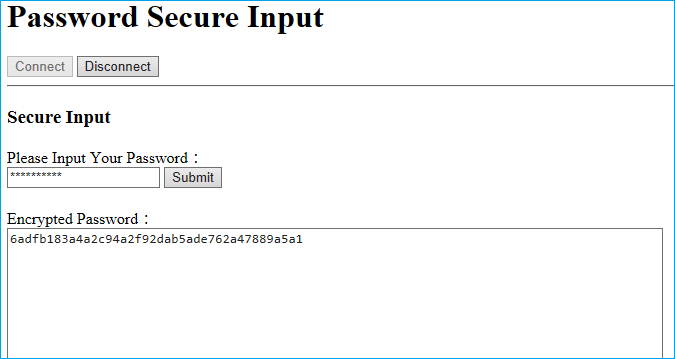 Password Secure Input
Connect Disconnect
Secure Input
Please Input Your Password：
********** Submit
Encrypted Password：
6adfb183a4a2c94a2f92dab5ade762a47889a5a1